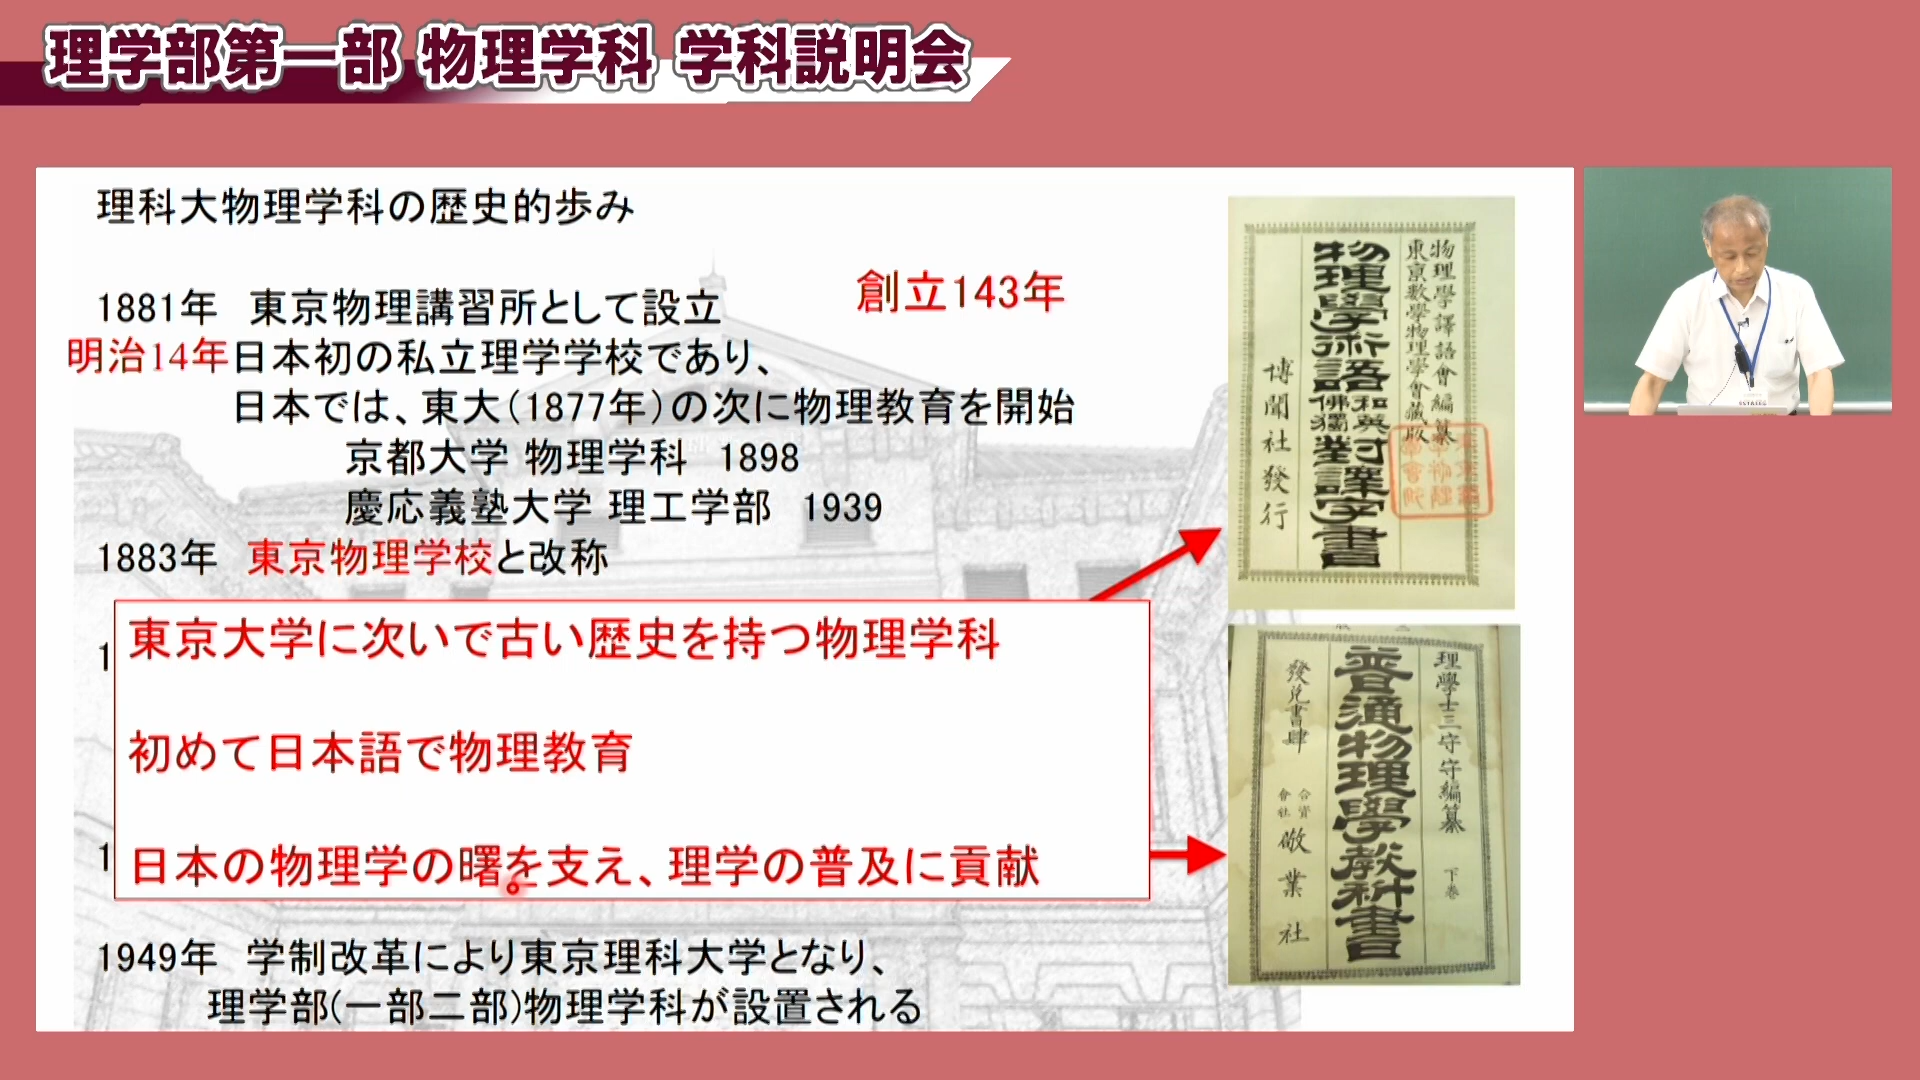 理学部第一部 物理学科 学科説明会
理科大物理学科の歴史的歩み
創立143年
1881年 東京物理講習所として設立
明治14年日本初の私立理学学校であり、
日本では、東大(1877年)の次に物理教育を開始
京都大学 物理学科 1898
慶応義塾大学 理工学部 1939
1883年 東京物理学校と改称
1
東京大学に次いで古い歴史を持つ物理学科
初めて日本語で物理教育
1
日本の物理学の曙を支え、理学の普及に貢献
1949年 学制改革により東京理科大学となり、
理学部(一部二部)物理学科が設置される
物理學譯語會編纂
東京數學物理學會藏版
物理學術語和英佛獨對譯字書
博聞社發行
理學士三守守編纂
下巻
普通物理學教科書
發兌書肆
合資會社
敬業社